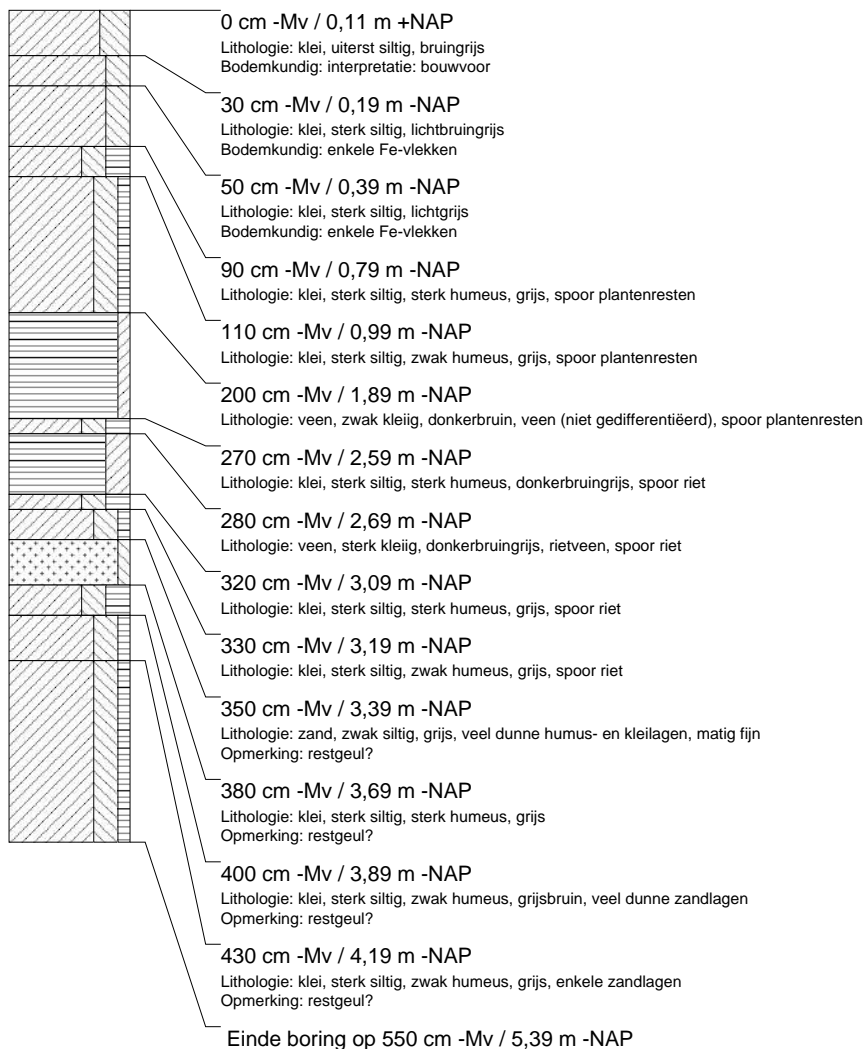 0 cm -Mv / 0,11 m +NAP
Lithologie: klei, uiterst siltig, bruingrijs
Bodemkundig: interpretatie: bouwvoor
30 cm -Mv / 0,19 m -NAP
Lithologie: klei, sterk siltig, lichtbruingrijs
Bodemkundig: enkele Fe-vlekken
50 cm -Mv / 0,39 m -NAP
Lithologie: klei, sterk siltig, lichtgrijs
Bodemkundig: enkele Fe-vlekken
90 cm -Mv / 0,79 m -NAP
Lithologie: klei, sterk siltig, sterk humeus, grijs, spoor plantenresten
110 cm -Mv / 0,99 m -NAP
Lithologie: klei, sterk siltig, zwak humeus, grijs, spoor plantenresten
200 cm -Mv / 1,89 m -NAP
Lithologie: veen, zwak kleiig, donkerbruin, veen (niet gedifferentiëerd), spoor plantenresten
270 cm -Mv / 2,59 m -NAP
Lithologie: klei, sterk siltig, sterk humeus, donkerbruingrijs, spoor riet
280 cm -Mv / 2,69 m -NAP
Lithologie: veen, sterk kleiig, donkerbruingrijs, rietveen, spoor riet
320 cm -Mv / 3,09 m -NAP
Lithologie: klei, sterk siltig, sterk humeus, grijs, spoor riet
330 cm -Mv / 3,19 m -NAP
Lithologie: klei, sterk siltig, zwak humeus, grijs, spoor riet
350 cm -Mv / 3,39 m -NAP
Lithologie: zand, zwak siltig, grijs, veel dunne humus- en kleilagen, matig fijn
Opmerking: restgeul?
380 cm -Mv / 3,69 m -NAP
Lithologie: klei, sterk siltig, sterk humeus, grijs
Opmerking: restgeul?
400 cm -Mv / 3,89 m -NAP
Lithologie: klei, sterk siltig, zwak humeus, grijsbruin, veel dunne zandlagen
Opmerking: restgeul?
430 cm -Mv / 4,19 m -NAP
Lithologie: klei, sterk siltig, zwak humeus, grijs, enkele zandlagen
Opmerking: restgeul?
Einde boring op 550 cm -Mv / 5,39 m -NAP